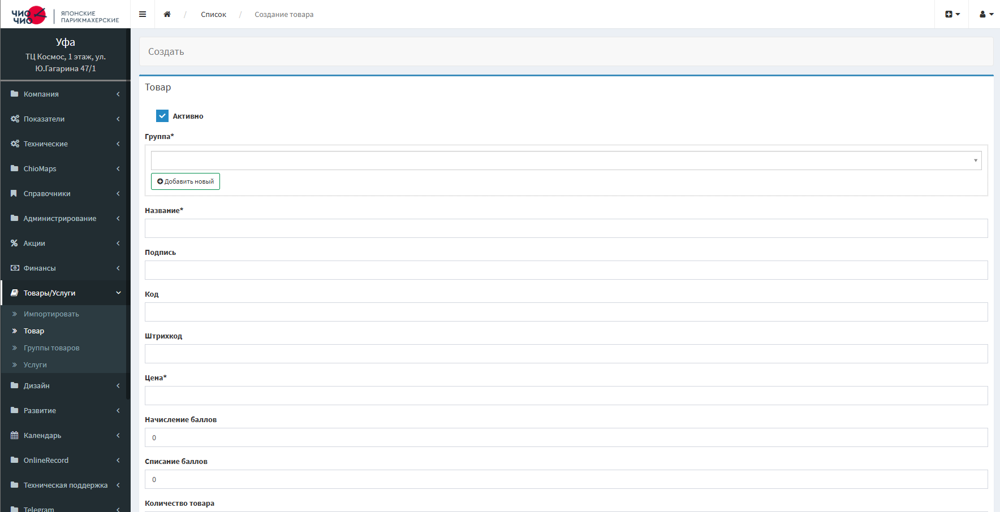 ЧИО
ЧИО
ЯПОНСКИЕ
ПАРИКМАХЕРСКИЕ
/ Список / Создание товара
Уфа
ТЦ Космос, 1 этаж, ул.
Ю.Гагарина 47/1
Компания
Показатели
Технические
ChioMaps
Справочники
Администрирование
Акции
Финансы
Товары/Услуги
Импортировать
Товар
Группы товаров
Услуги
Дизайн
Развитие
Календарь
OnlineRecord
Техническая поддержка
Telegram
Создать
Товар
Активно
Группа*
Добавить новый
Название*
Подпись
Код
Штрихкод
Цена*
Начисление баллов
0
Списание баллов
0
Количество товара